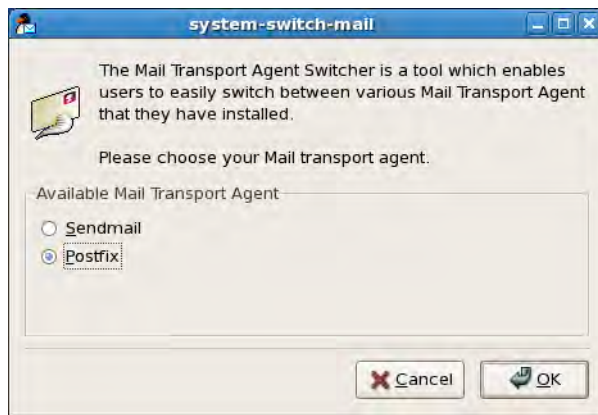 system-switch-mail
The Mail Transport Agent Switcher is a tool which enables
users to easily switch between various Mail Transport Agent
that they have installed.
Please choose your Mail transport agent.
Available Mail Transport Agent
Sendmail
Postfix
Cancel
OK